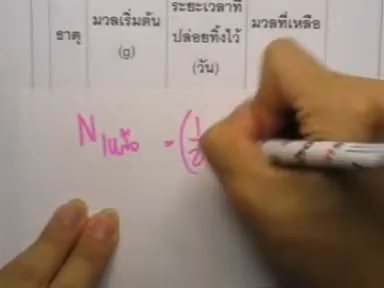 ธาตุ
มวลเริ่มต้น
(g)
ระยะเวลาที่
ปล่อยทิ้งไว้
(วัน)
มวลที่เหลือ
Nเหลือ = (1/2